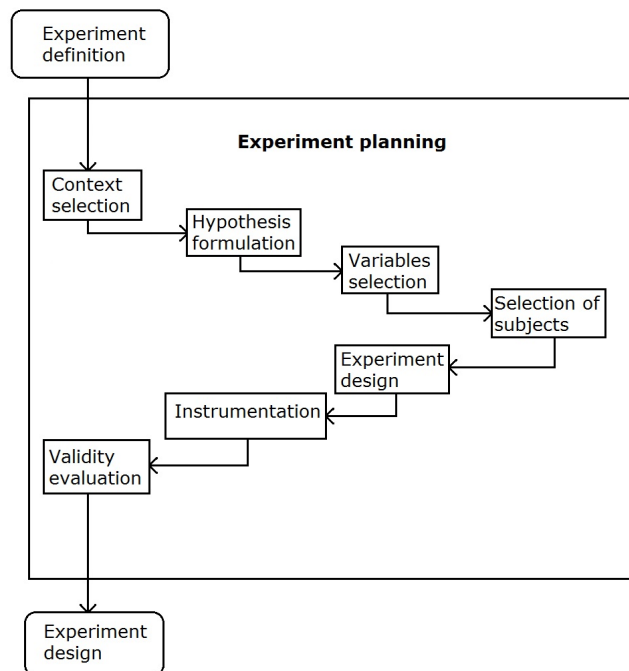 Experiment
definition
Experiment planning
Context
selection
Hypothesis
formulation
Variables
selection
Selection of
subjects
Experiment
design
Instrumentation
Validity
evaluation
Experiment
design